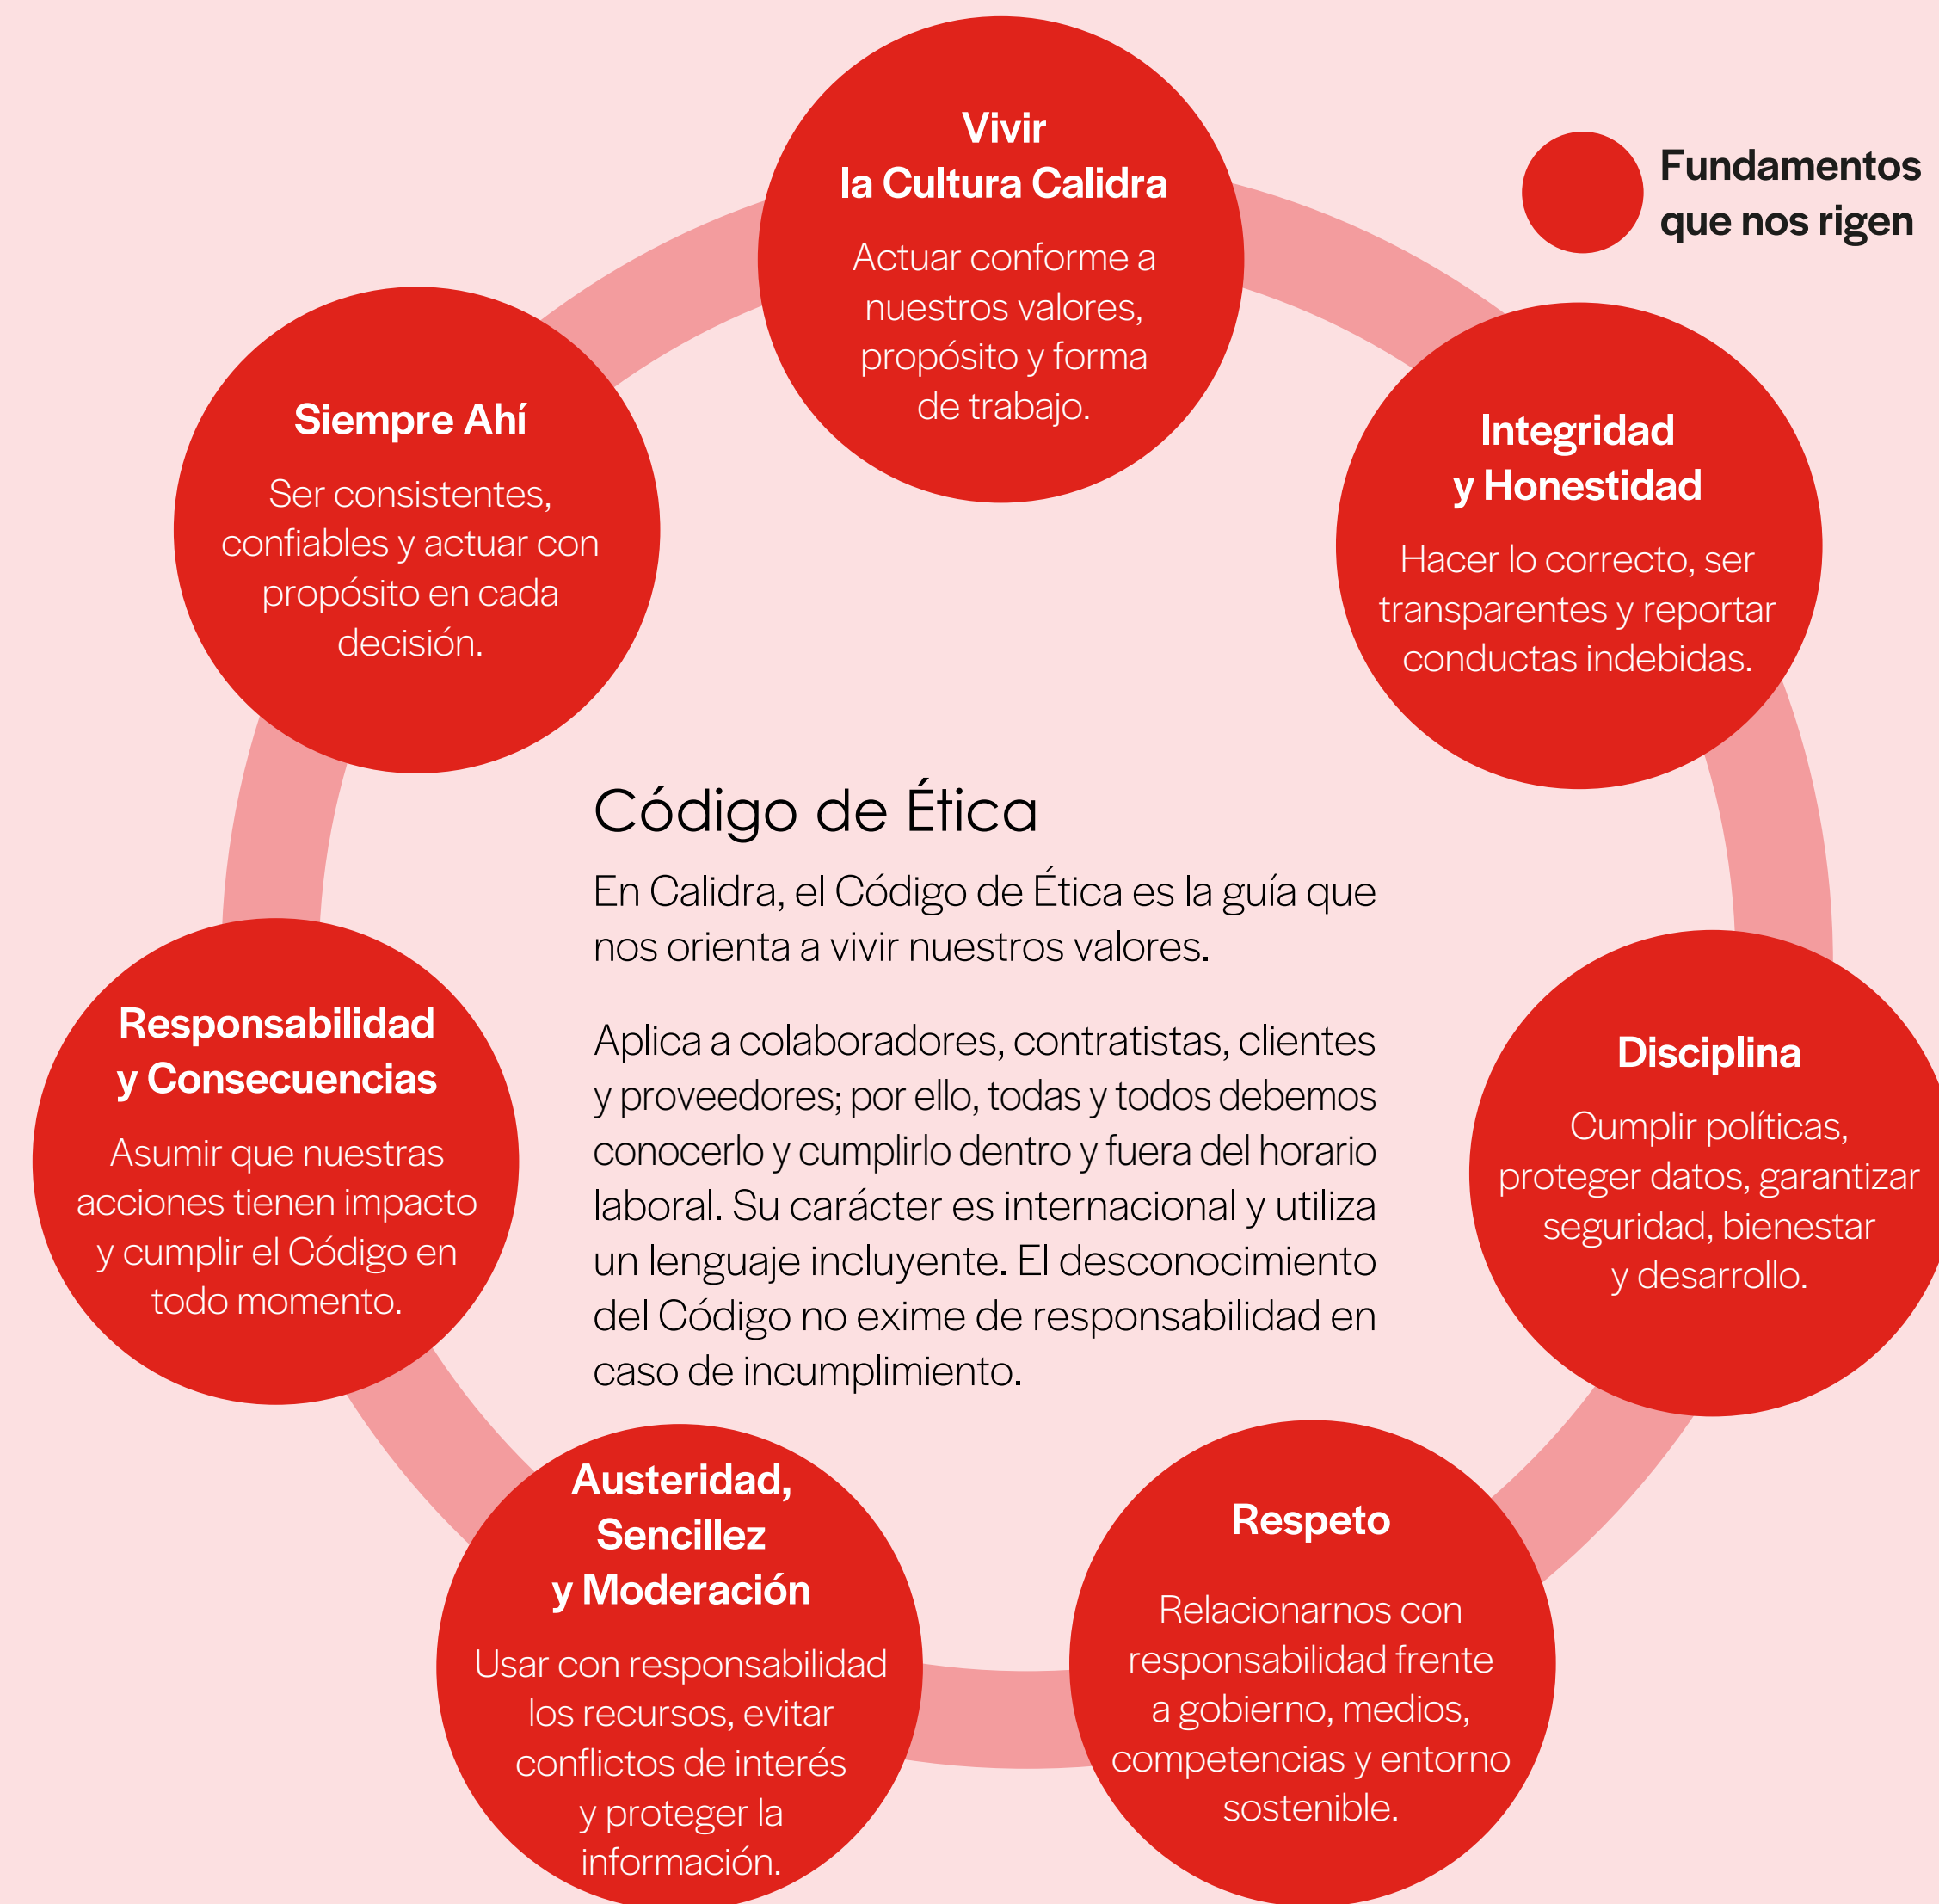 Vivir
la Cultura Calidra
Actuar conforme a
nuestros valores,
propósito y forma
de trabajo.
Fundamentos
que nos rigen
Integridad
y Honestidad
Hacer lo correcto, ser
transparentes y reportar
conductas indebidas.
Disciplina
Cumplir políticas,
proteger datos, garantizar
seguridad, bienestar
y desarrollo.
Respeto
Relacionarnos con
responsabilidad frente
a gobierno, medios,
competencias y entorno
sostenible.
Austeridad,
Sencillez
y Moderación
Usar con responsabilidad
los recursos, evitar
conflictos de interés
y proteger la
información.
Responsabilidad
y Consecuencias
Asumir que nuestras
acciones tienen impacto
y cumplir el Código en
todo momento.
Siempre Ahí
Ser consistentes,
confiables y actuar con
propósito en cada
decisión.
Código de Ética
En Calidra, el Código de Ética es la guía que
nos orienta a vivir nuestros valores.
Aplica a colaboradores, contratistas, clientes
y proveedores; por ello, todas y todos debemos
conocerlo y cumplirlo dentro y fuera del horario
laboral. Su carácter es internacional y utiliza
un lenguaje incluyente. El desconocimiento
del Código no exime de responsabilidad en
caso de incumplimiento.